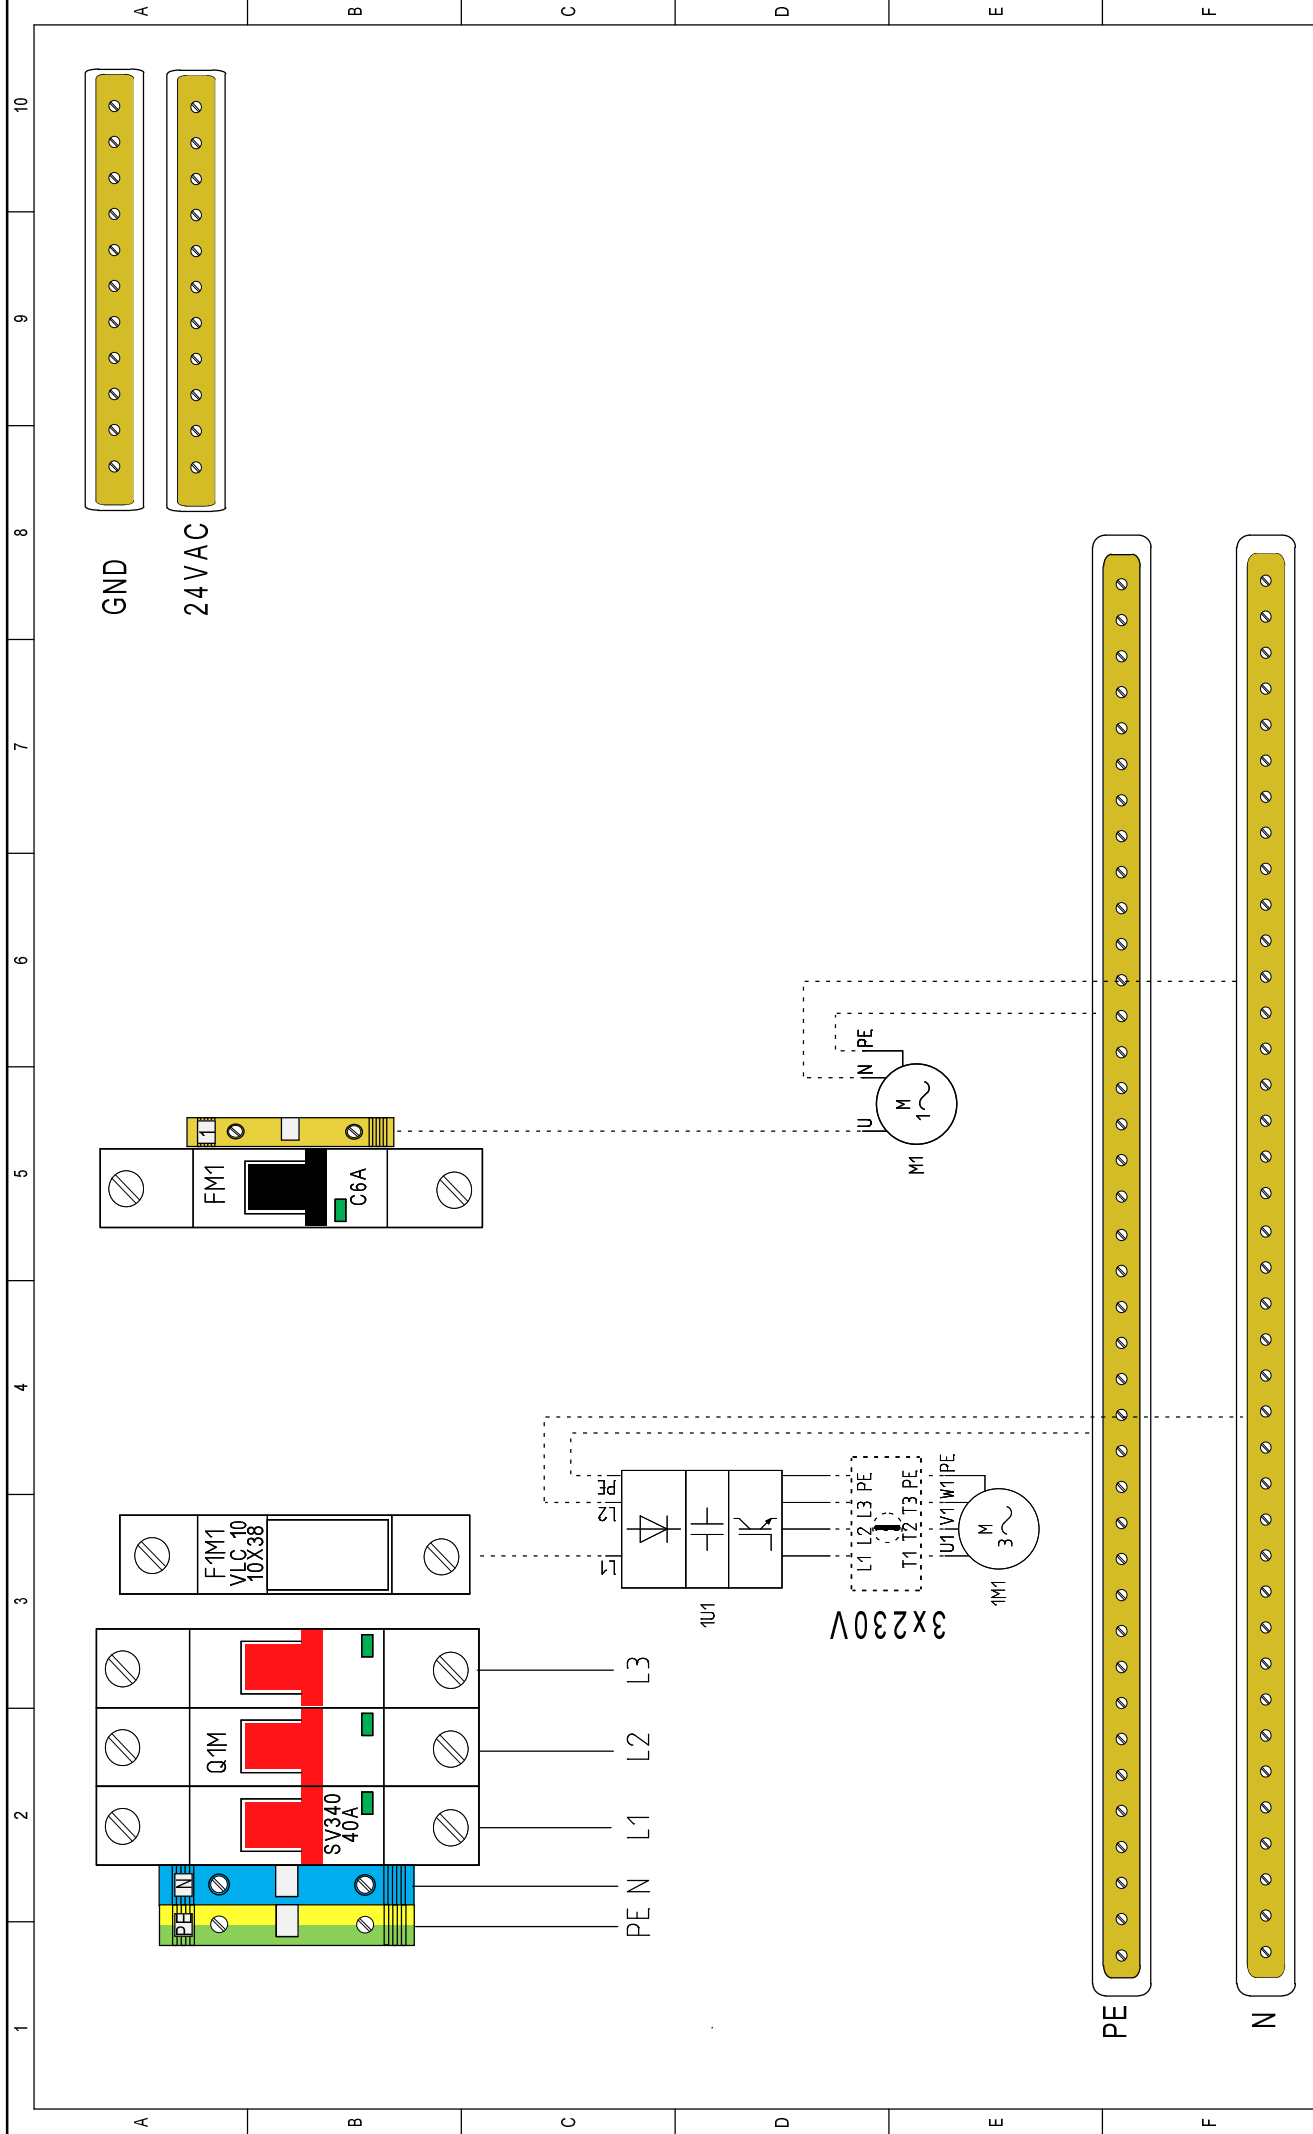 A B C D E F
10
9
8
7
6
5
4
3
2
1
GND
24VAC
1
FM1
C6A
U N PE
M
1
M1
F1M1
VLC 10
10X38
L1 L2 PE
1U1
L1 L2 L3 PE
T1 T2 T3 PE
3x230V
U1 V1 W1 PE
M
3
1M1
Q1M
SV340
40A
N
PE
L3
L2
L1
N
PE
PE
N
A B C D E F